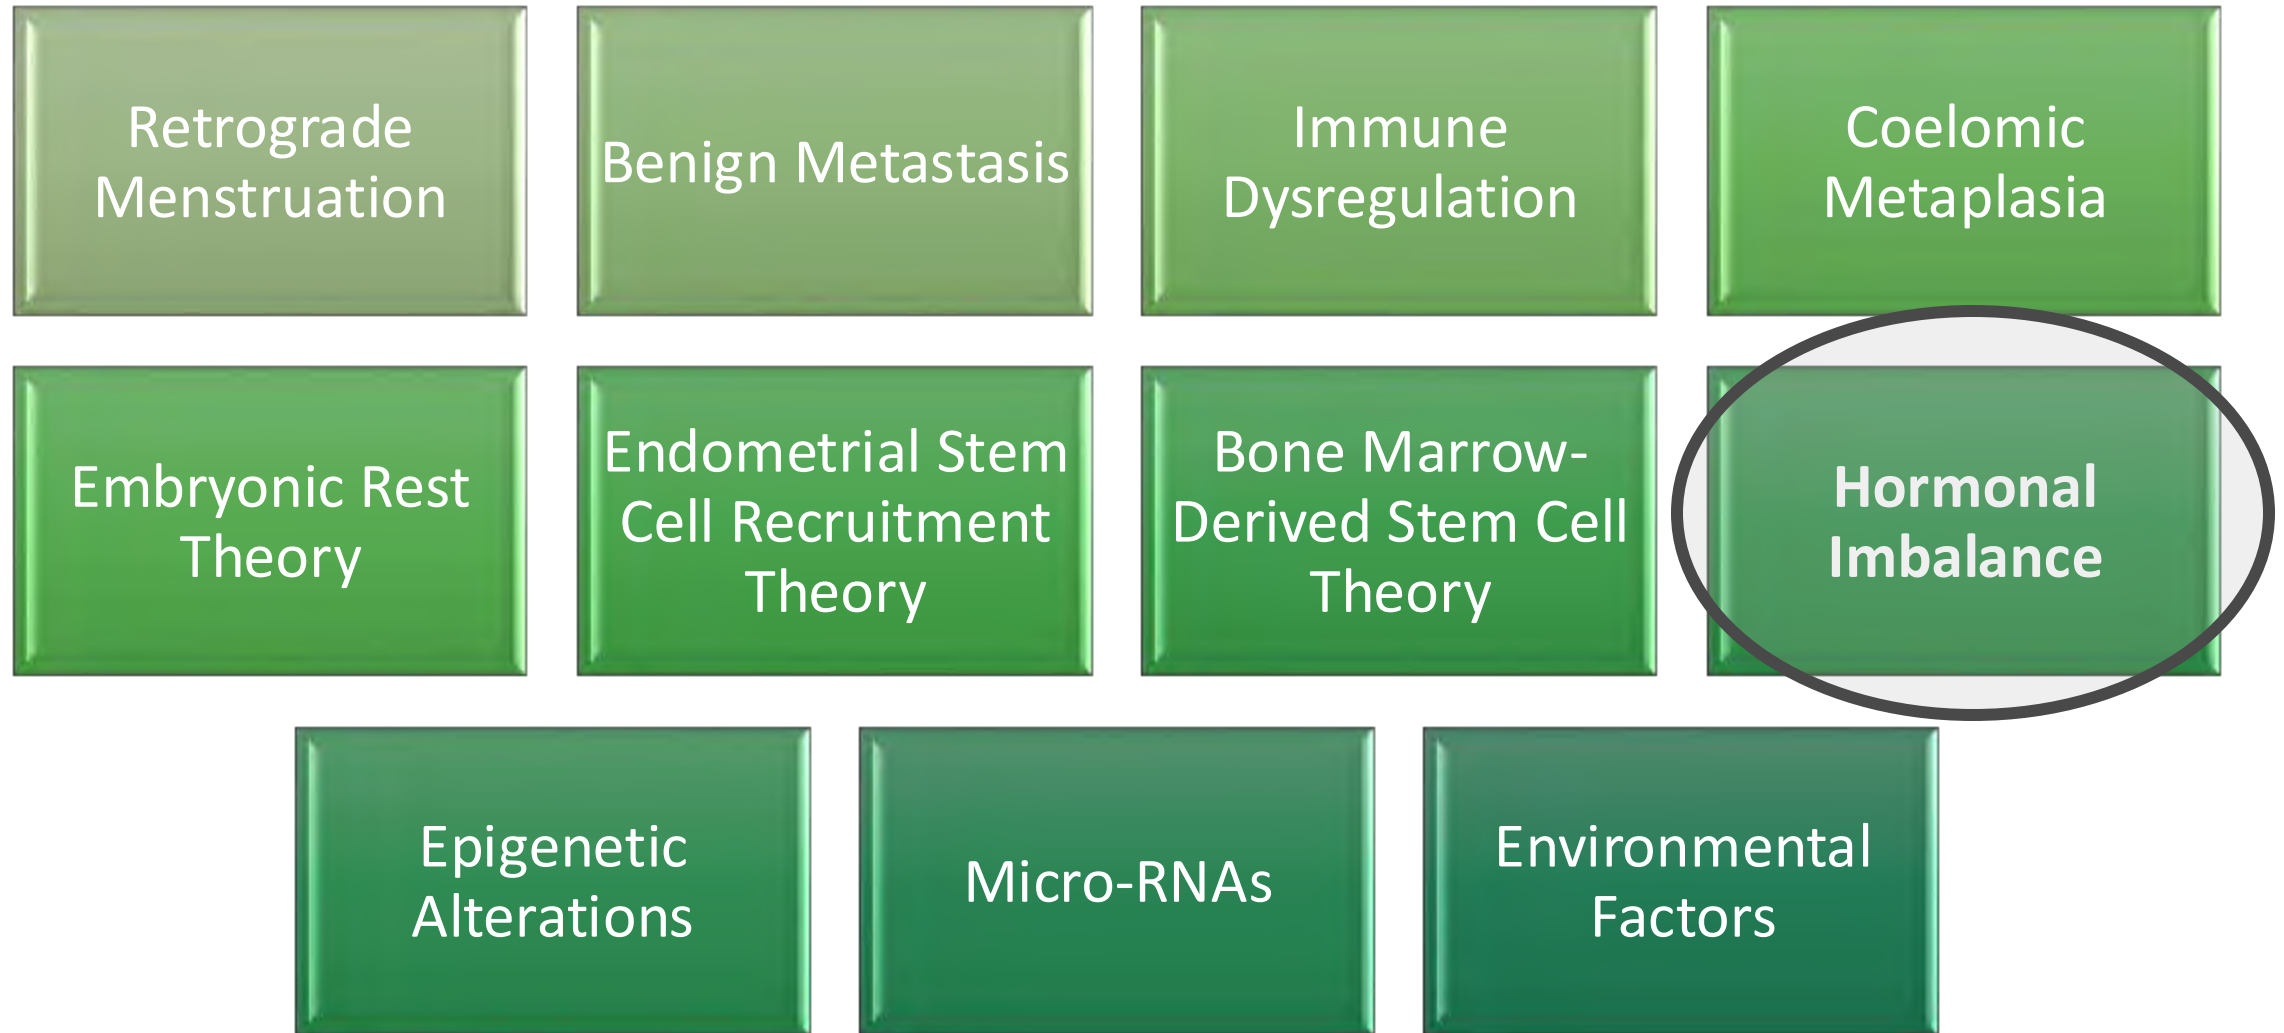 Retrograde
Menstruation
Benign Metastasis
Immune
Dysregulation
Coelomic
Metaplasia
Embryonic Rest
Theory
Endometrial Stem
Cell Recruitment
Theory
Bone Marrow-
Derived Stem Cell
Theory
Hormonal
Imbalance
Epigenetic
Alterations
Micro-RNAs
Environmental
Factors